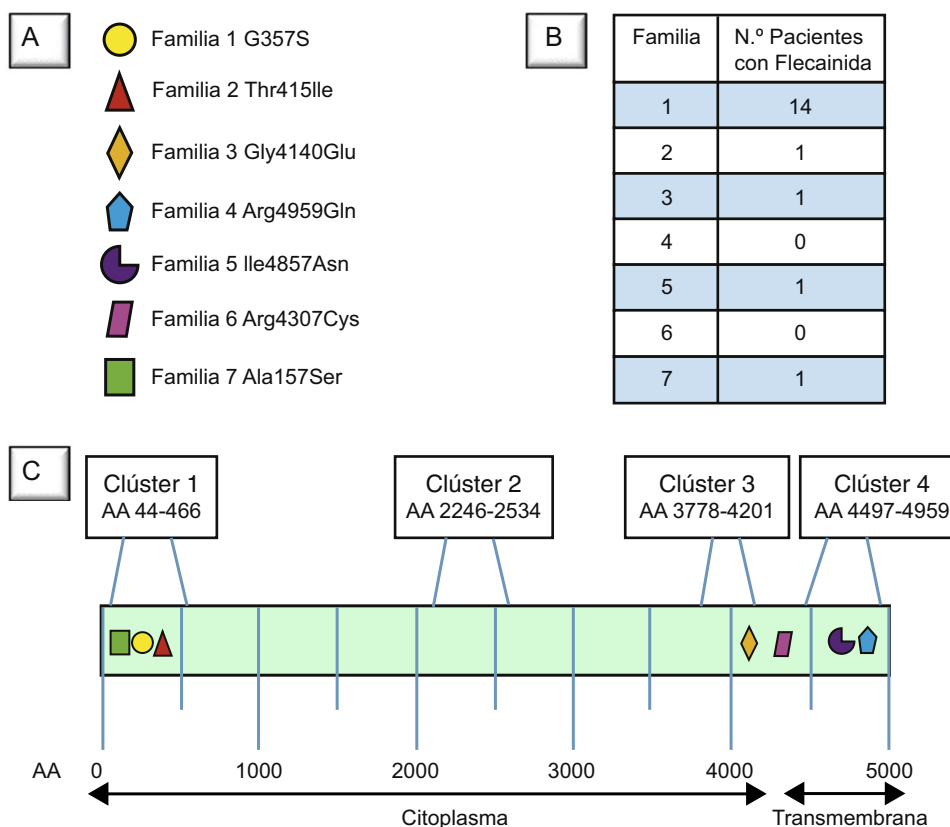 A
Familia 1 G357S
Familia 2 Thr415Ile
Familia 3 Gly4140Glu
Familia 4 Arg4959Gln
Familia 5 Ile4857Asn
Familia 6 Arg4307Cys
Familia 7 Ala157Ser
B
Familia N.º Pacientes
con Flecainida
1 14
2 1
3 1
4 0
5 1
6 0
7 1
C
Clúster 1
AA 44-466
Clúster 2
AA 2246-2534
Clúster 3
AA 3778-4201
Clúster 4
AA 4497-4959
AA 0 1000 2000 3000 4000 5000
Citoplasma Transmembrana